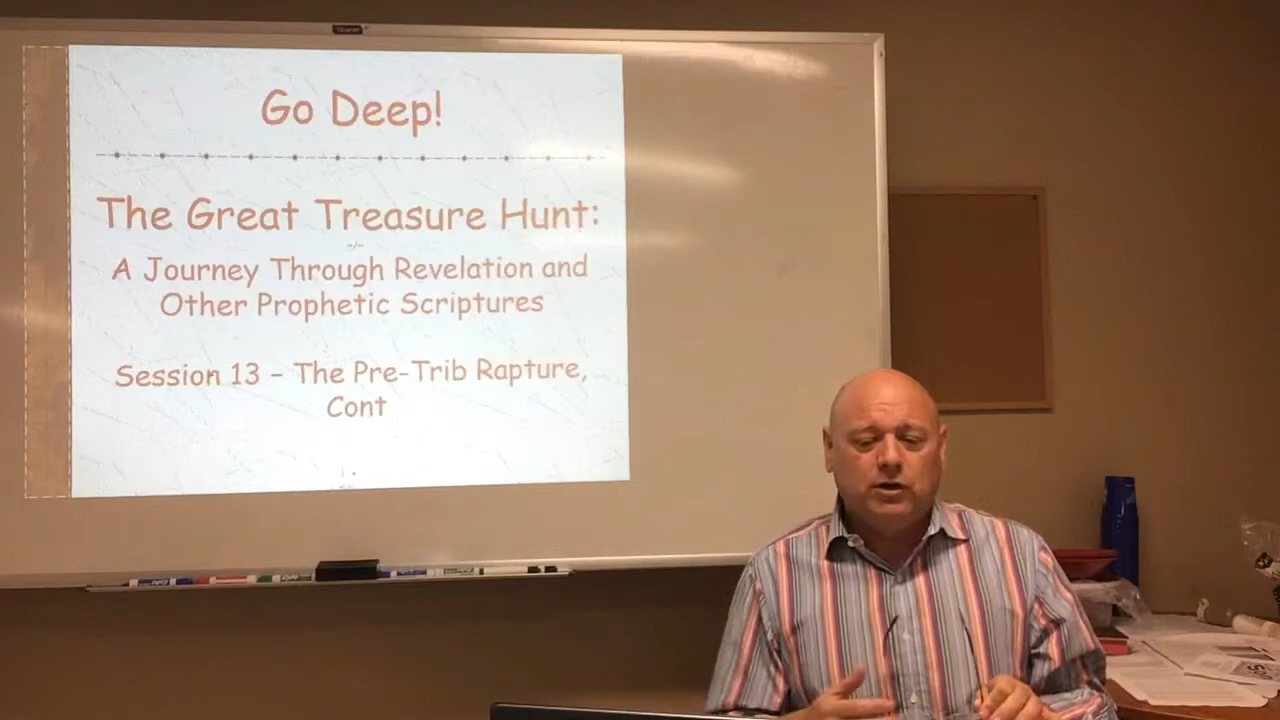 Go Deep!
The Great Treasure Hunt:
A Journey Through Revelation and
Other Prophetic Scriptures
Session 13 – The Pre-Trib Rapture,
Cont